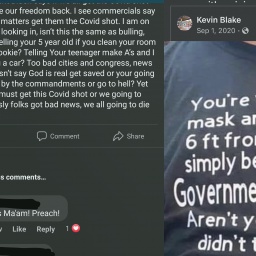 e our freedom back. I see commercials say
matters get them the Covid shot. I am on
looking in, isn't this the same as bulling,
elling your 5 year old if you clean your room
ookie? Telling Your teenager make A's and I
a car? Too bad cities and congress, news
sn't say God is real get saved or your going
by the commandments or go to hell? Yet
must get this Covid shot or we going to
sly folks got bad news, we all going to die
Comment
Share
s comments...
s Ma'am! Preach!
Like Reply 1
Kevin Blake
Sep 1, 2020
You're
mask an
6 ft fro
simply be
Governme
Aren't y
didn't t